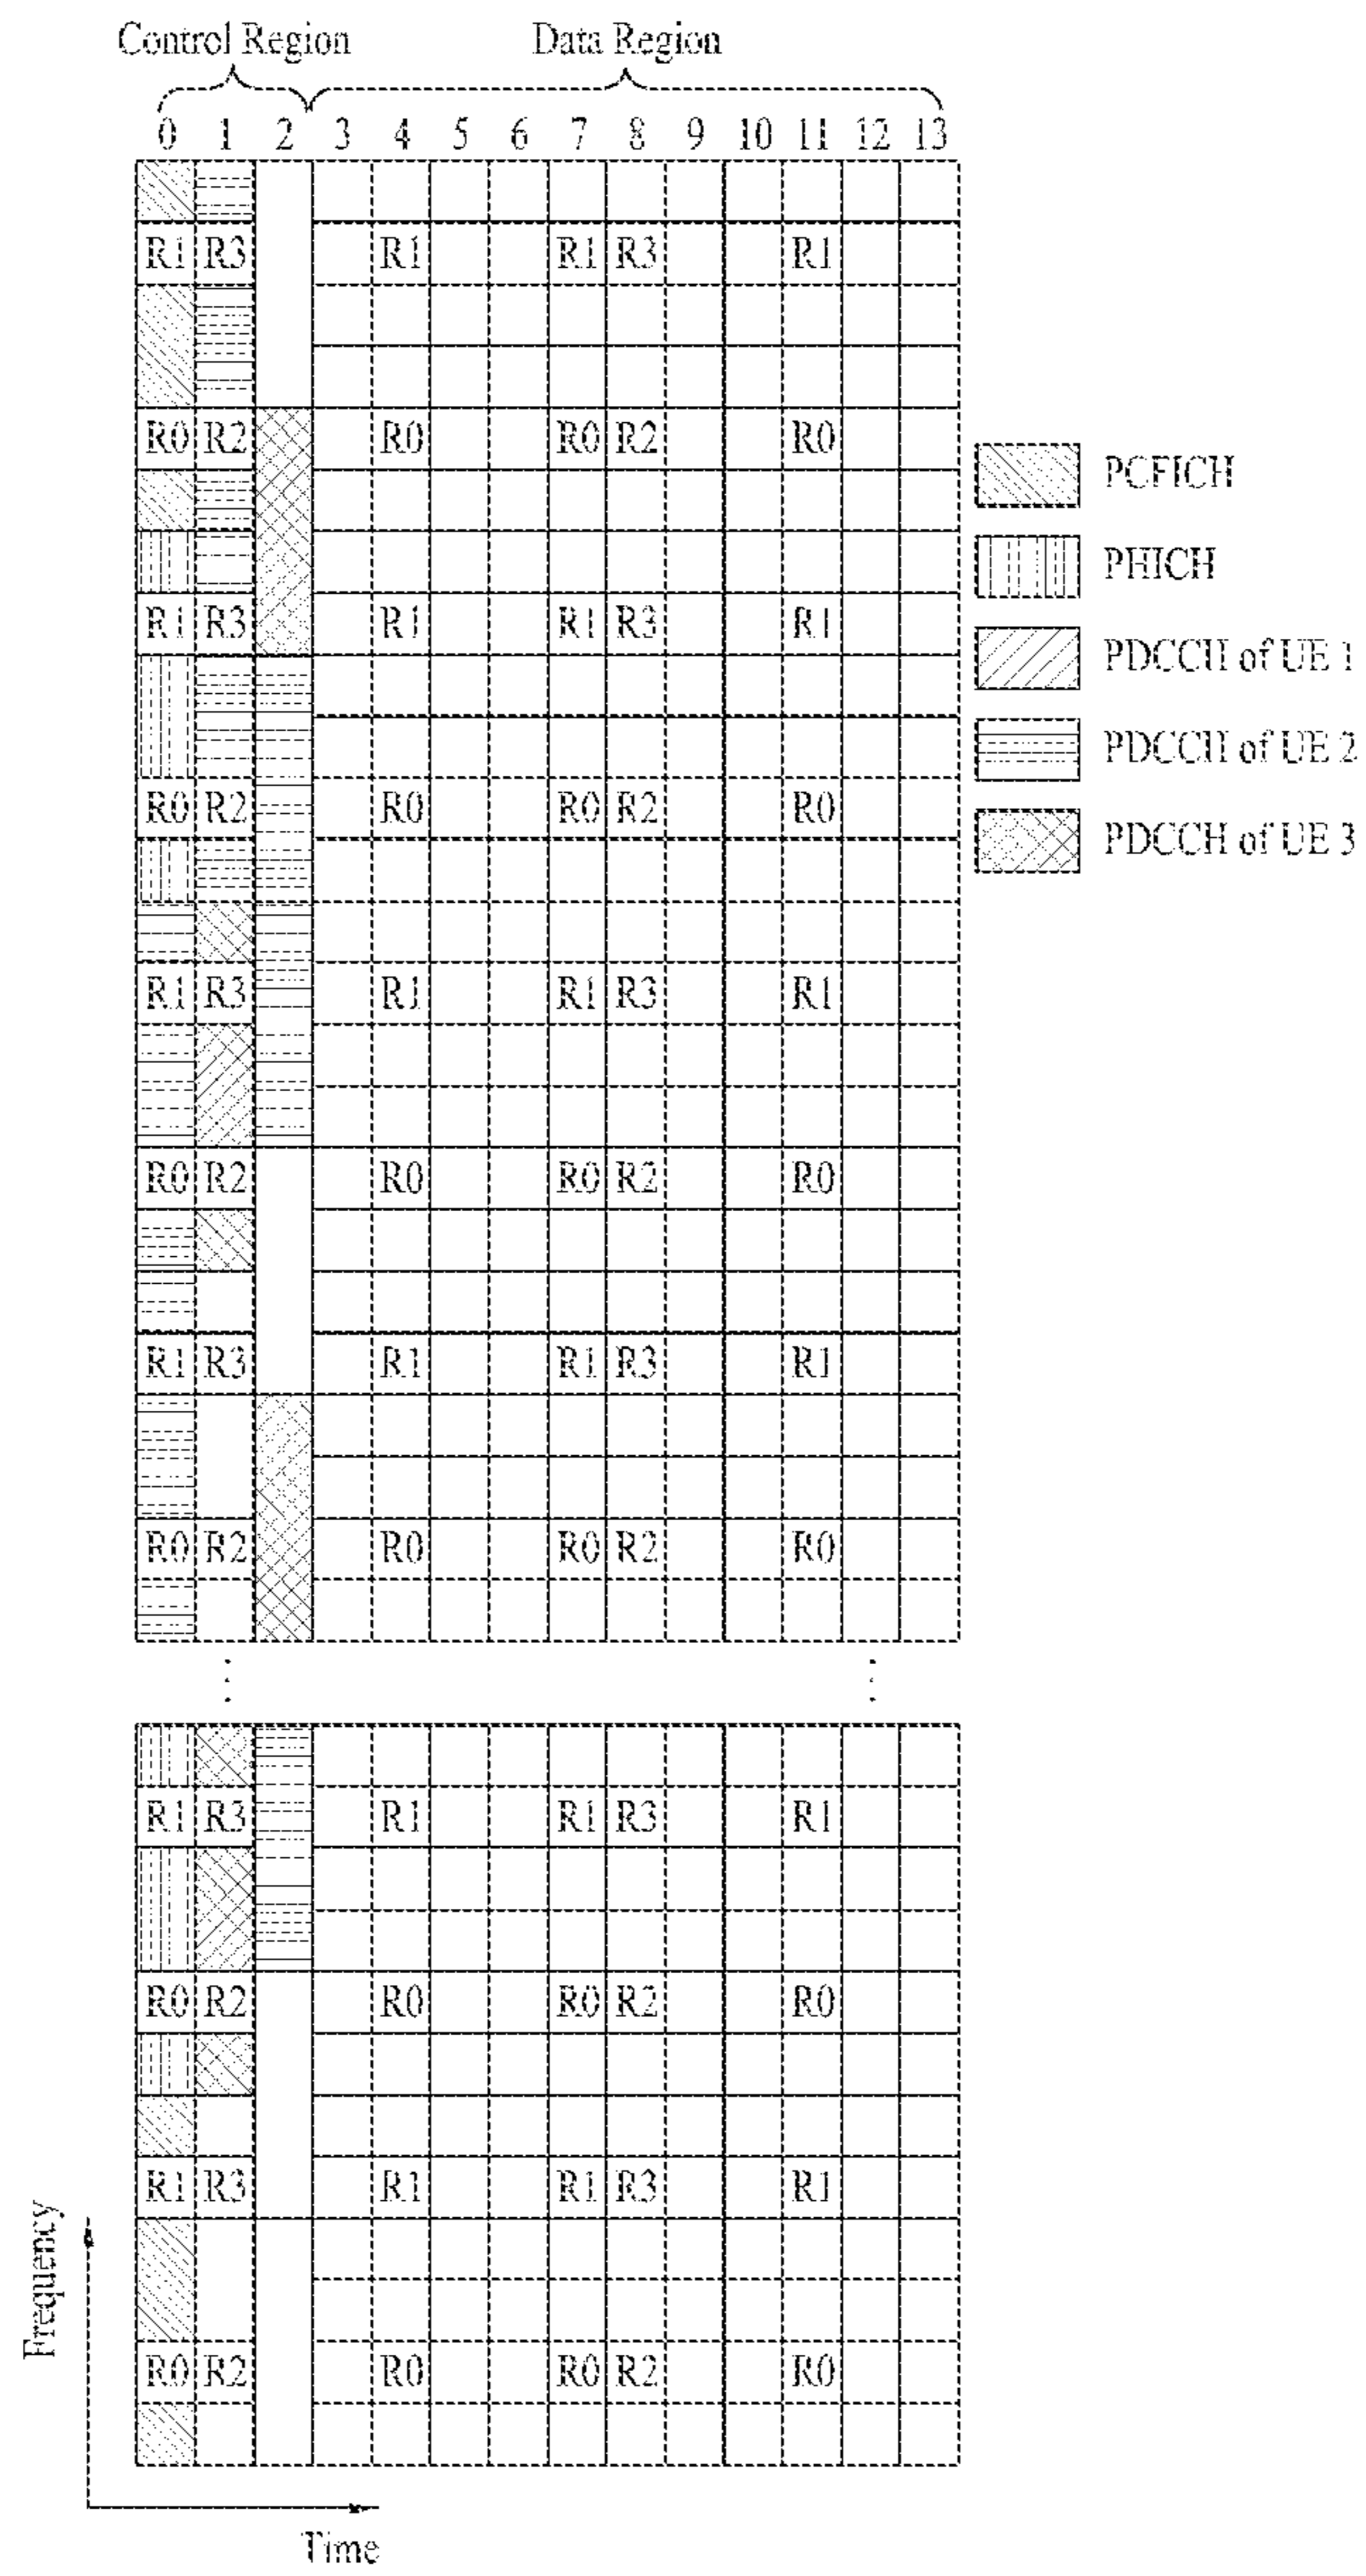 Control Region Data Region
0 1 2 3 4 5 6 7 8 9 10 11 12 13
R1 R3 R1 R1 R3 R1
R0 R2 R0 R0 R2 R0
PCFICH
PHICH
R1 R3 R1 R1 R3 R1
PDCCH of UE 1
PDCCH of UE 2
R0 R2 R0 R0 R2 R0
PDCCH of UE 3
R1 R3 R1 R1 R3 R1
R0 R2 R0 R0 R2 R0
R1 R3 R1 R1 R3 R1
R0 R2 R0 R0 R2 R0
R1 R3 R1 R1 R3 R1
R0 R2 R0 R0 R2 R0
R1 R3 R1 R1 R3 R1
R0 R2 R0 R0 R2 R0
Frequency
Time